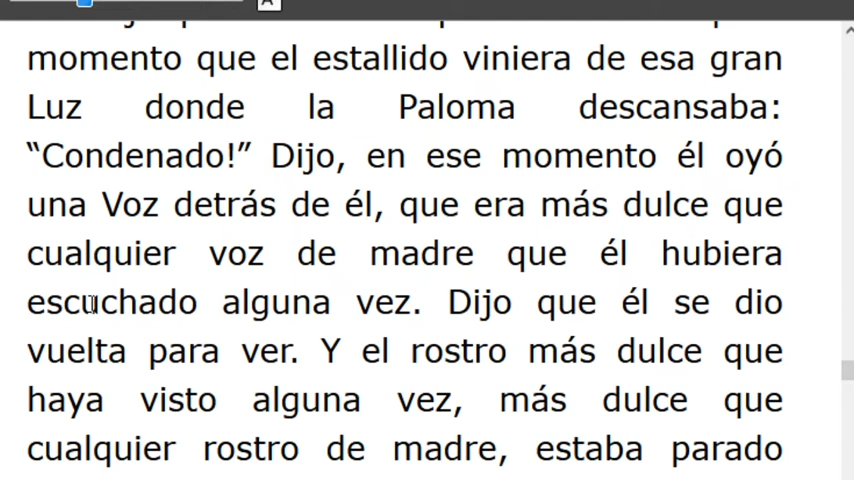 momento que el estallido viniera de esa gran
Luz donde la Paloma descansaba:
“Condenado!” Dijo, en ese momento él oyó
una Voz detrás de él, que era más dulce que
cualquier voz de madre que él hubiera
escuchado alguna vez. Dijo que él se dio
vuelta para ver. Y el rostro más dulce que
haya visto alguna vez, más dulce que
cualquier rostro de madre, estaba parado